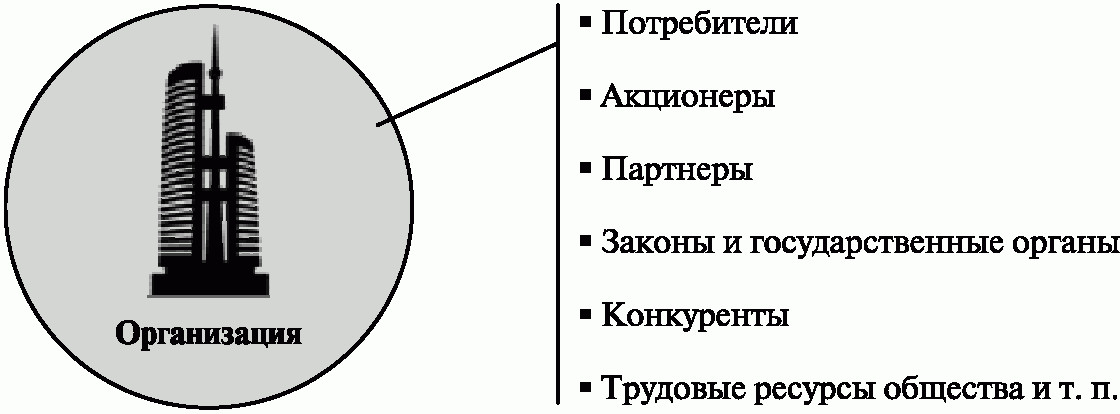 Организация
▪ Потребители
▪ Акционеры
▪ Партнеры
▪ Законы и государственные органы
▪ Конкуренты
▪ Трудовые ресурсы общества и т. п.